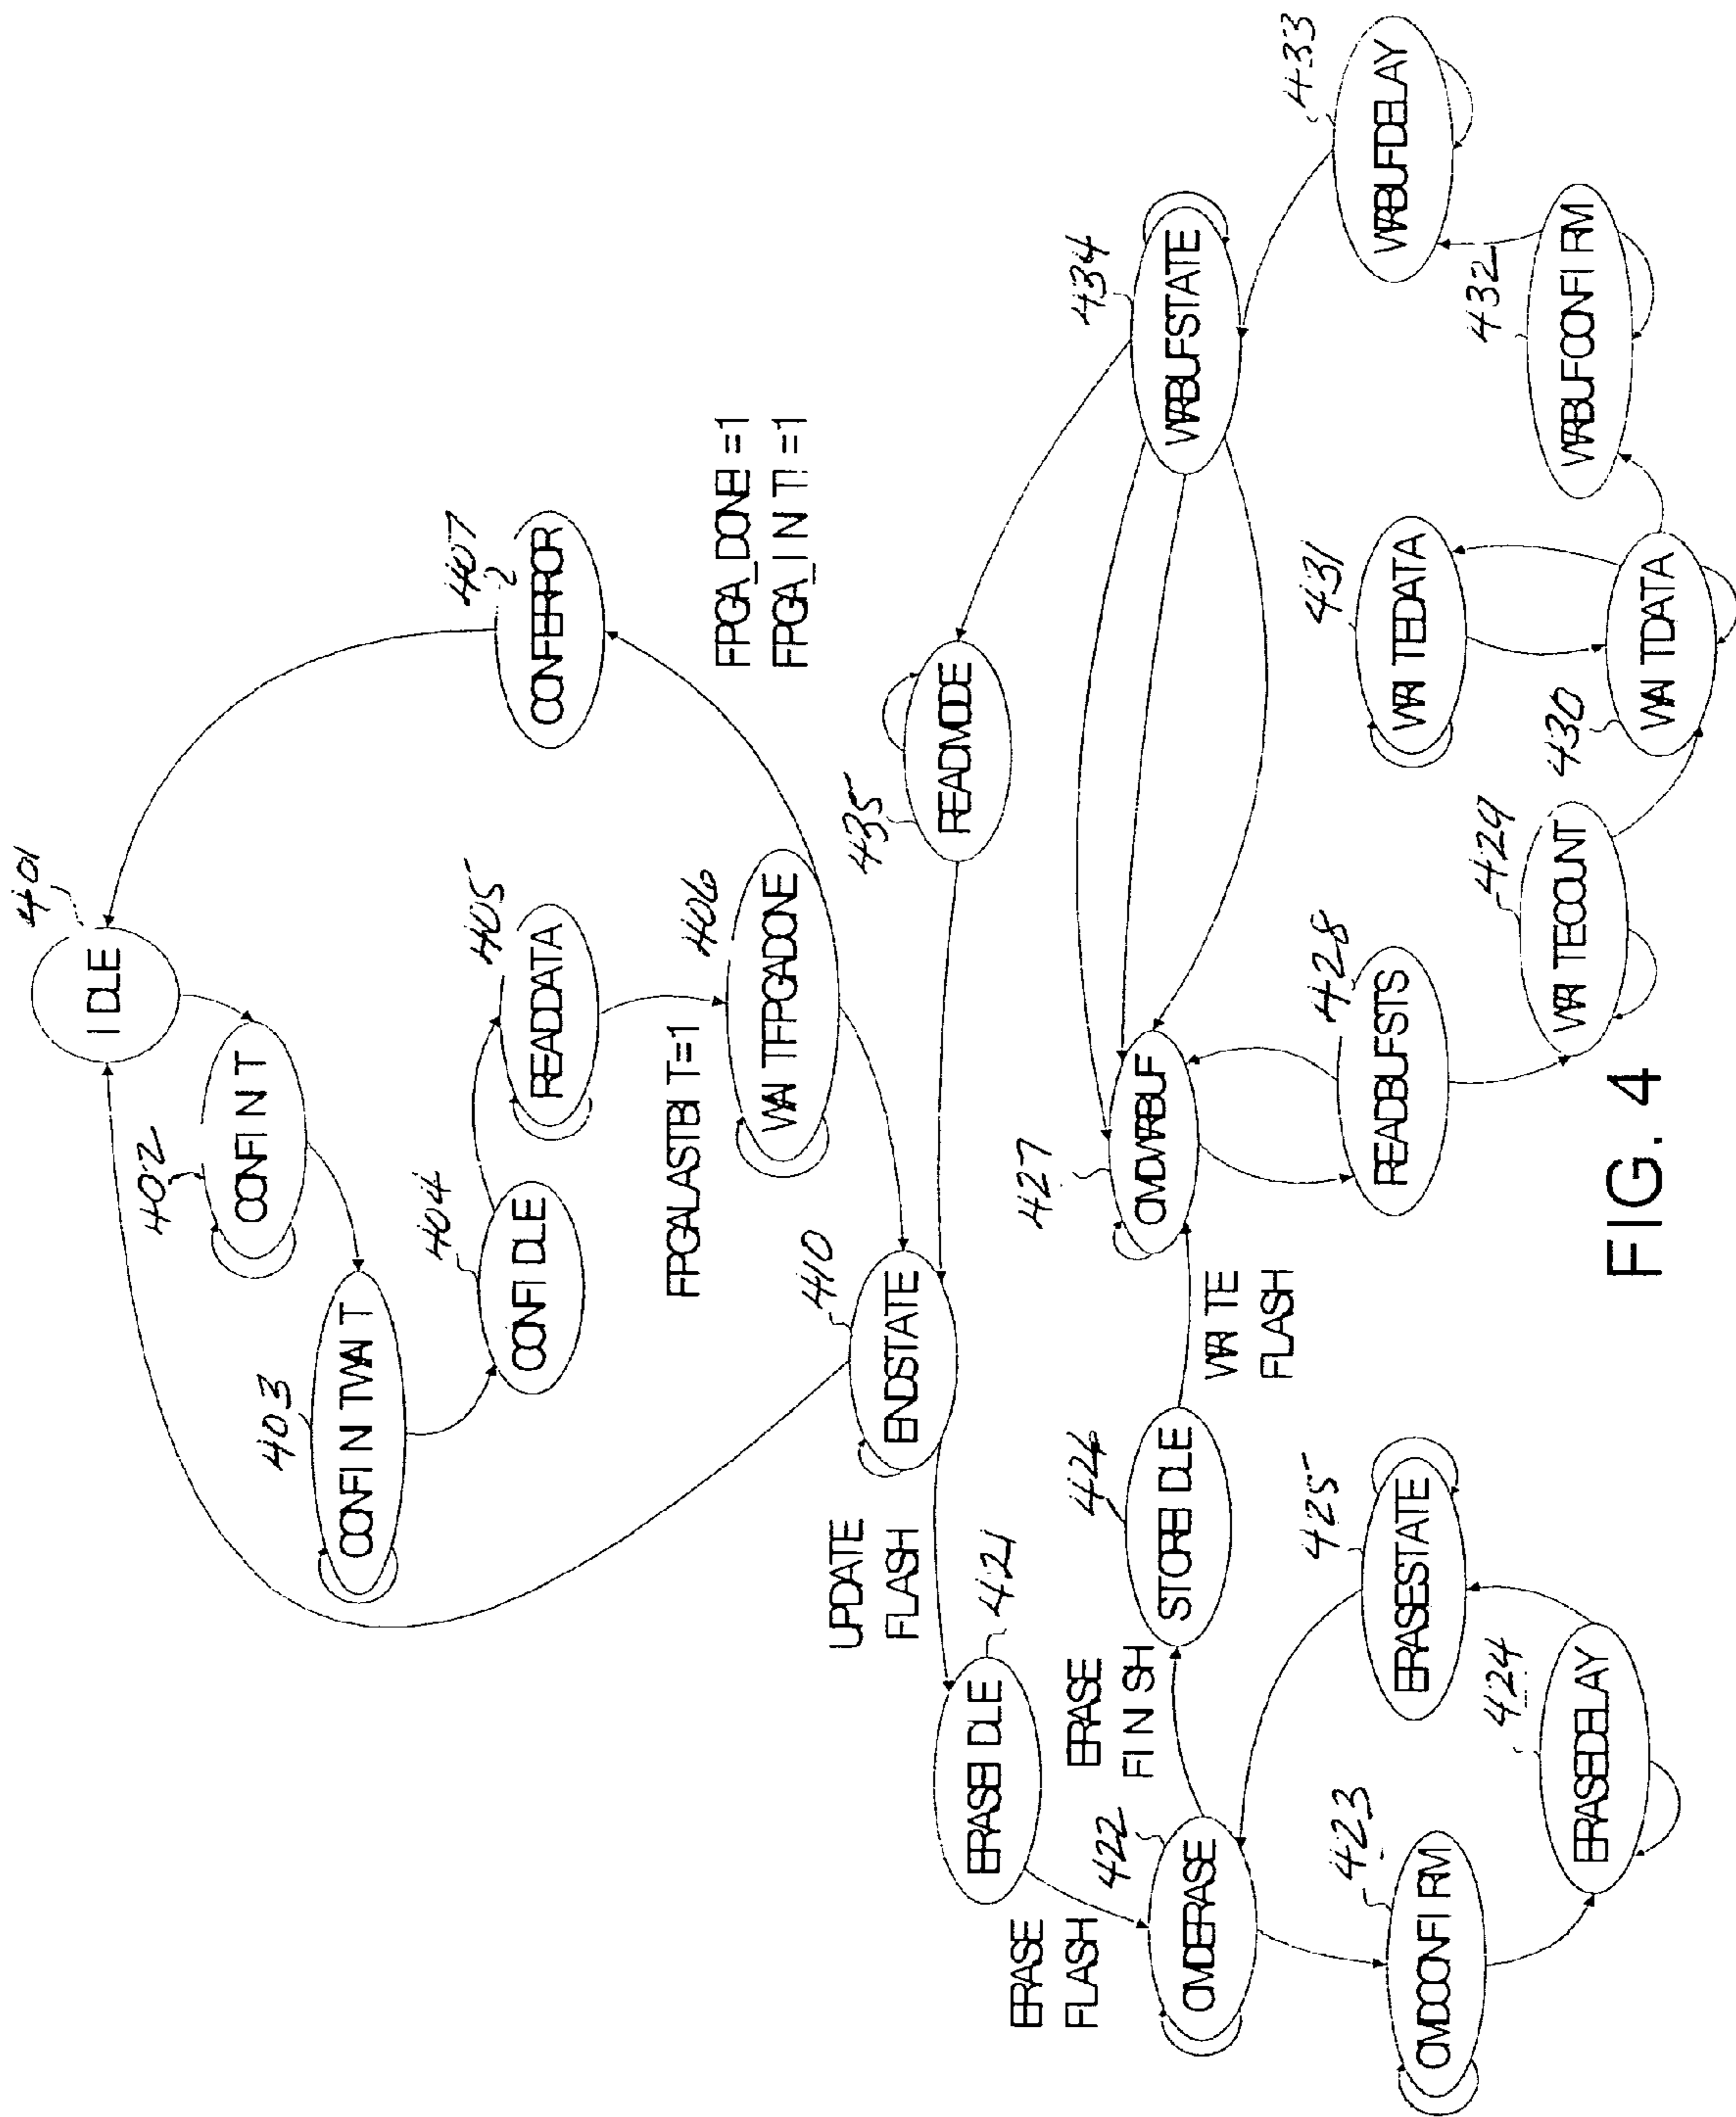 401
IDLE
402
CONFINIT
403
CONFINITWAIT
404
CONFIDLE
405
READDATA
FPGALASTBIT=1
406
WAITFPGADONE
407
2
CONFERROR
FPGA_DONEI=1
FPGA_INTI=1
410
ENDSTATE
UPDATE
FLASH
435
READMODE
421
ERASEIDLE
ERASE
FLASH
422
CMDERASE
ERASE
FINISH
426
STOREIDLE
WRITE
FLASH
427
CMDWRBUF
434
WRBUFSTATE
433
WRBUFDELAY
423
CMDCONFIRM
424
ERASEDELAY
425
ERASESTATE
428
READBUFSTS
429
WRITECOUNT
430
WAITDATA
431
WRITEDATA
432
WRBUFCONFIRM
FIG. 4